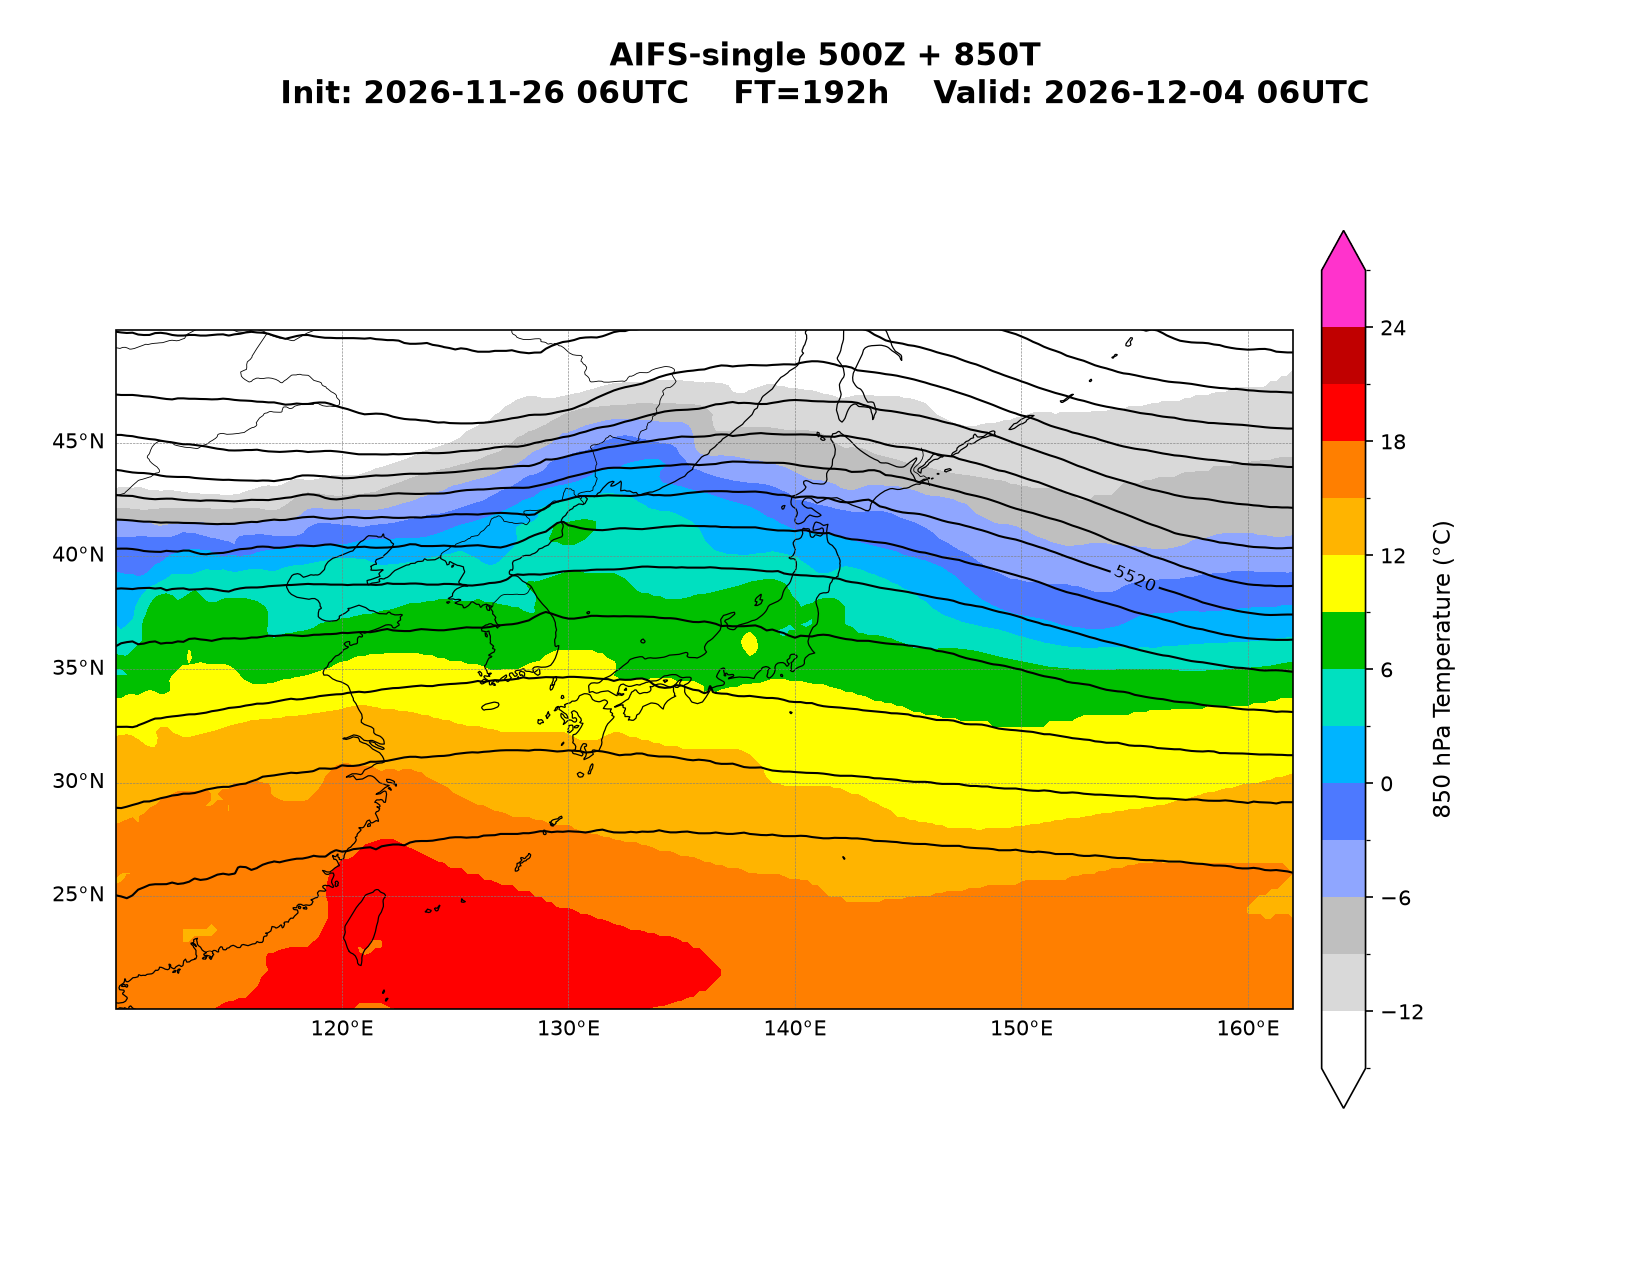 AIFS-single 500Z + 850T
Init: 2026-11-26 06UTC    FT=192h    Valid: 2026-12-04 06UTC
45°N
40°N
35°N
30°N
25°N
120°E
130°E
140°E
150°E
160°E
5520
24
18
12
6
0
−6
−12
850 hPa Temperature (°C)